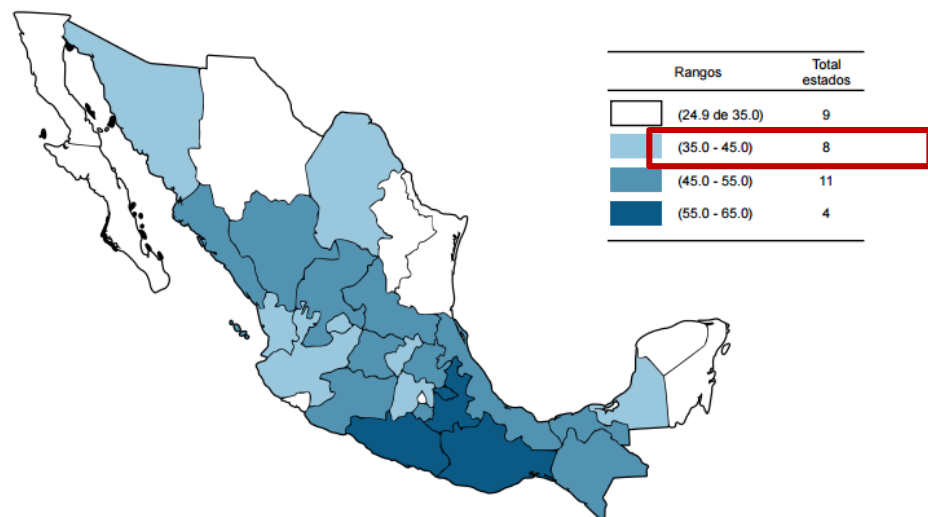 Rangos Total estados
(24.9 de 35.0) 9
(35.0 - 45.0) 8
(45.0 - 55.0) 11
(55.0 - 65.0) 4